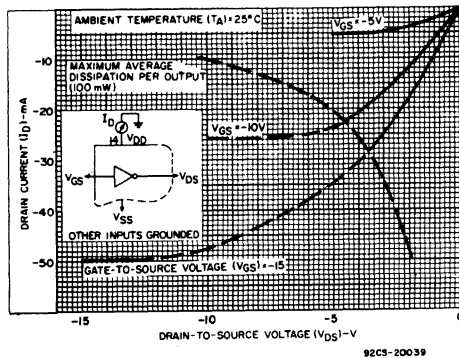 AMBIENT TEMPERATURE (TA)=25°C
VGS=-5V
MAXIMUM AVERAGE
DISSIPATION PER OUTPUT
(100 mW)
ID
14
VDD
VGS
VDS
VSS
OTHER INPUTS GROUNDED
VGS=-10V
GATE-TO-SOURCE VOLTAGE (VGS)=-15
DRAIN CURRENT (ID)-mA
-10
-20
-30
-40
-50
-15
-10
-5
0
DRAIN-TO-SOURCE VOLTAGE (VDS)-V
92CS-20039